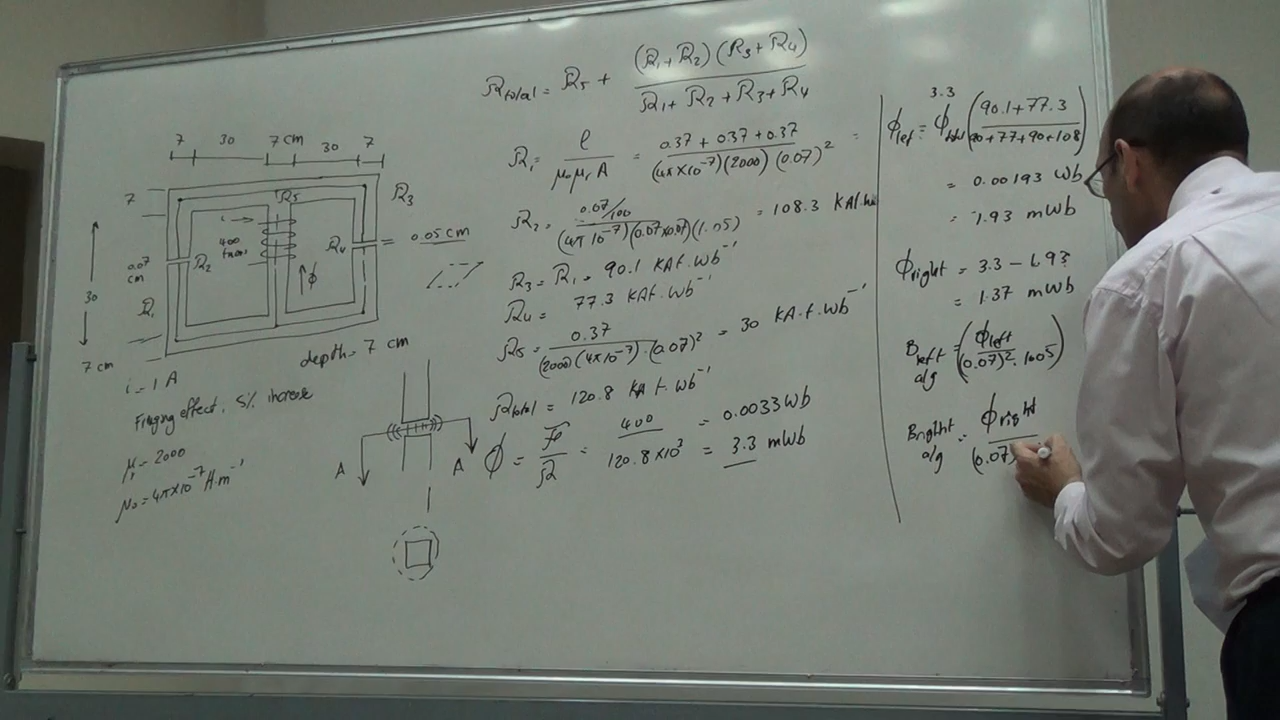 7 30 7 cm 30 7
7
R5
R3
i
400
turns
R2
R4
= 0.05 cm
0.07
cm
30
ϕ
R1
7 cm
depth = 7 cm
i = 1 A
Fringing effect, 5% increase
μr = 2000
μ0 = 4π×10^-7 H.m^-1
A A
Rtotal = R5 + (R1+R2)(R3+R4) / R1+R2+R3+R4
R1 = l / μ0μrA = 0.37 + 0.37 + 0.37 / (4π×10^-7)(2000)(0.07)^2 =
R2 = 0.07/100 / (4π 10^-7)(0.07×0.07)(1.05) = 108.3
R3 = R1 = 90.1 KAt.Wb^-1
R4 = 77.3 KAt.Wb^-1
R5 = 0.37 / (2000)(4π×10^-7).(0.07)^2 = 30 KA.t.Wb^-1
Rtotal = 120.8 KAt.Wb^-1
ϕ = F / R = 400 / 120.8×10^3 = 0.0033 Wb
= 3.3 mWb
3.3
ϕleft = ϕtotal (90.1+77.3 / 90+77+90+108)
= 0.00193 Wb
= 1.93 mWb
ϕright = 3.3 - 1.93
= 1.37 mWb
Bleft a/g = (ϕleft / (0.07)^2. 1.05)
Bright a/g = ϕright / (0.07)